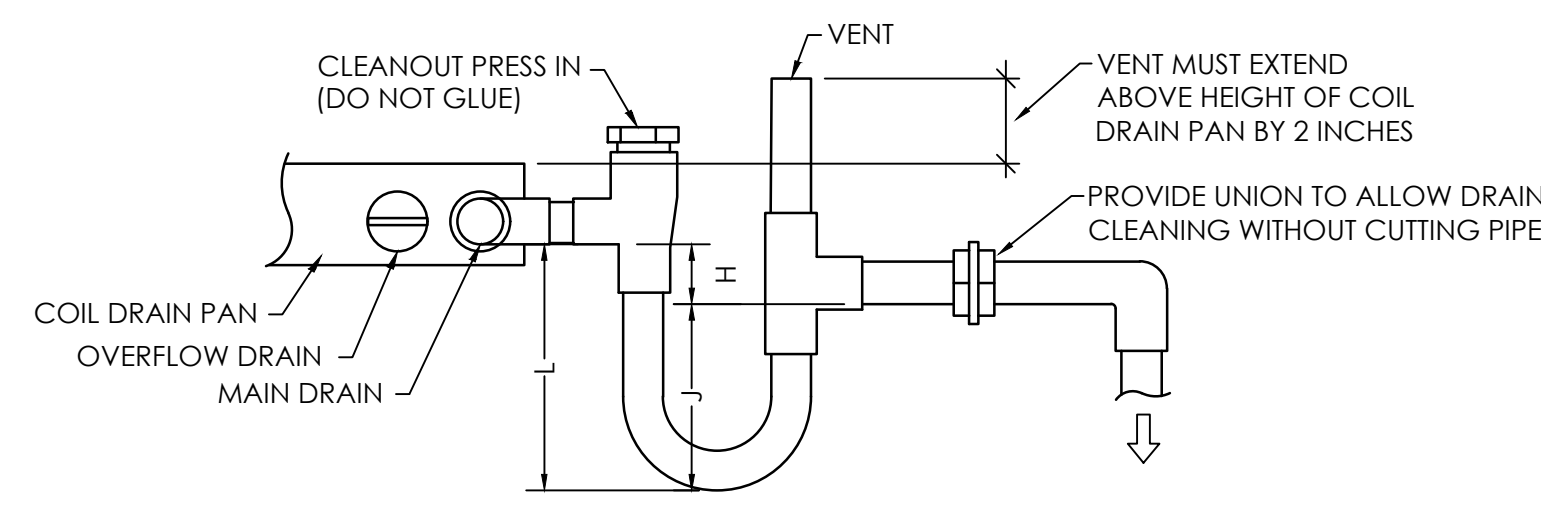 VENT
CLEANOUT PRESS IN
(DO NOT GLUE)
VENT MUST EXTEND
ABOVE HEIGHT OF COIL
DRAIN PAN BY 2 INCHES
PROVIDE UNION TO ALLOW DRAIN
CLEANING WITHOUT CUTTING PIPE
H
COIL DRAIN PAN
OVERFLOW DRAIN
MAIN DRAIN
L
J